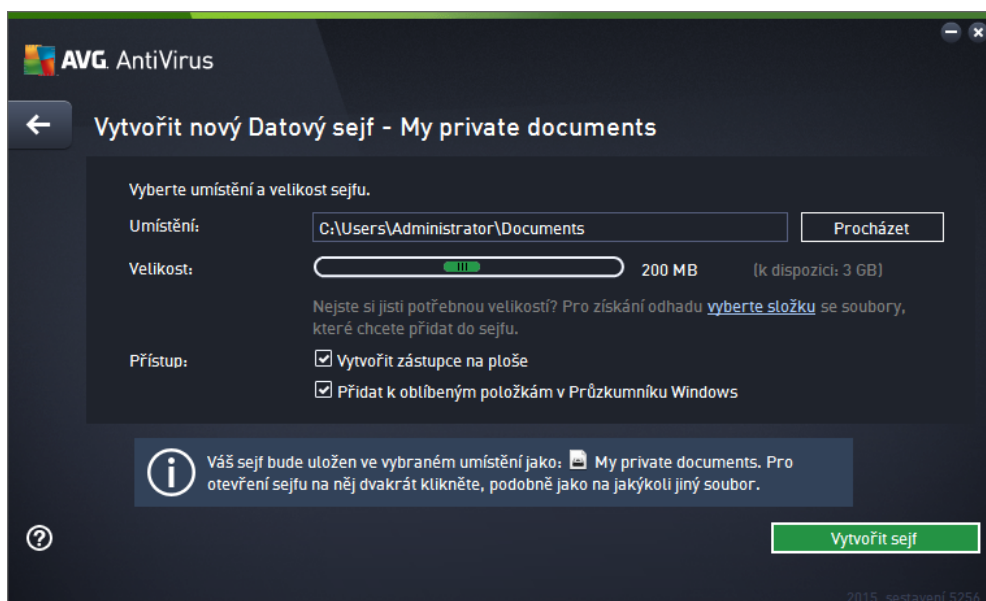 AVG. AntiVirus
Vytvořit nový Datový sejf - My private documents
Vyberte umístění a velikost sejfu.
Umístění:
C:\Users\Administrator\Documents
Procházet
Velikost:
200 MB
(k dispozici: 3 GB)
Nejste si jisti potřebnou velikostí? Pro získání odhadu vyberte složku se soubory,
které chcete přidat do sejfu.
Přístup:
Vytvořit zástupce na ploše
Přidat k oblíbeným položkám v Průzkumníku Windows
Váš sejf bude uložen ve vybraném umístění jako: My private documents. Pro
otevření sejfu na něj dvakrát klikněte, podobně jako na jakýkoli jiný soubor.
Vytvořit sejf
2015, sestavení 5256